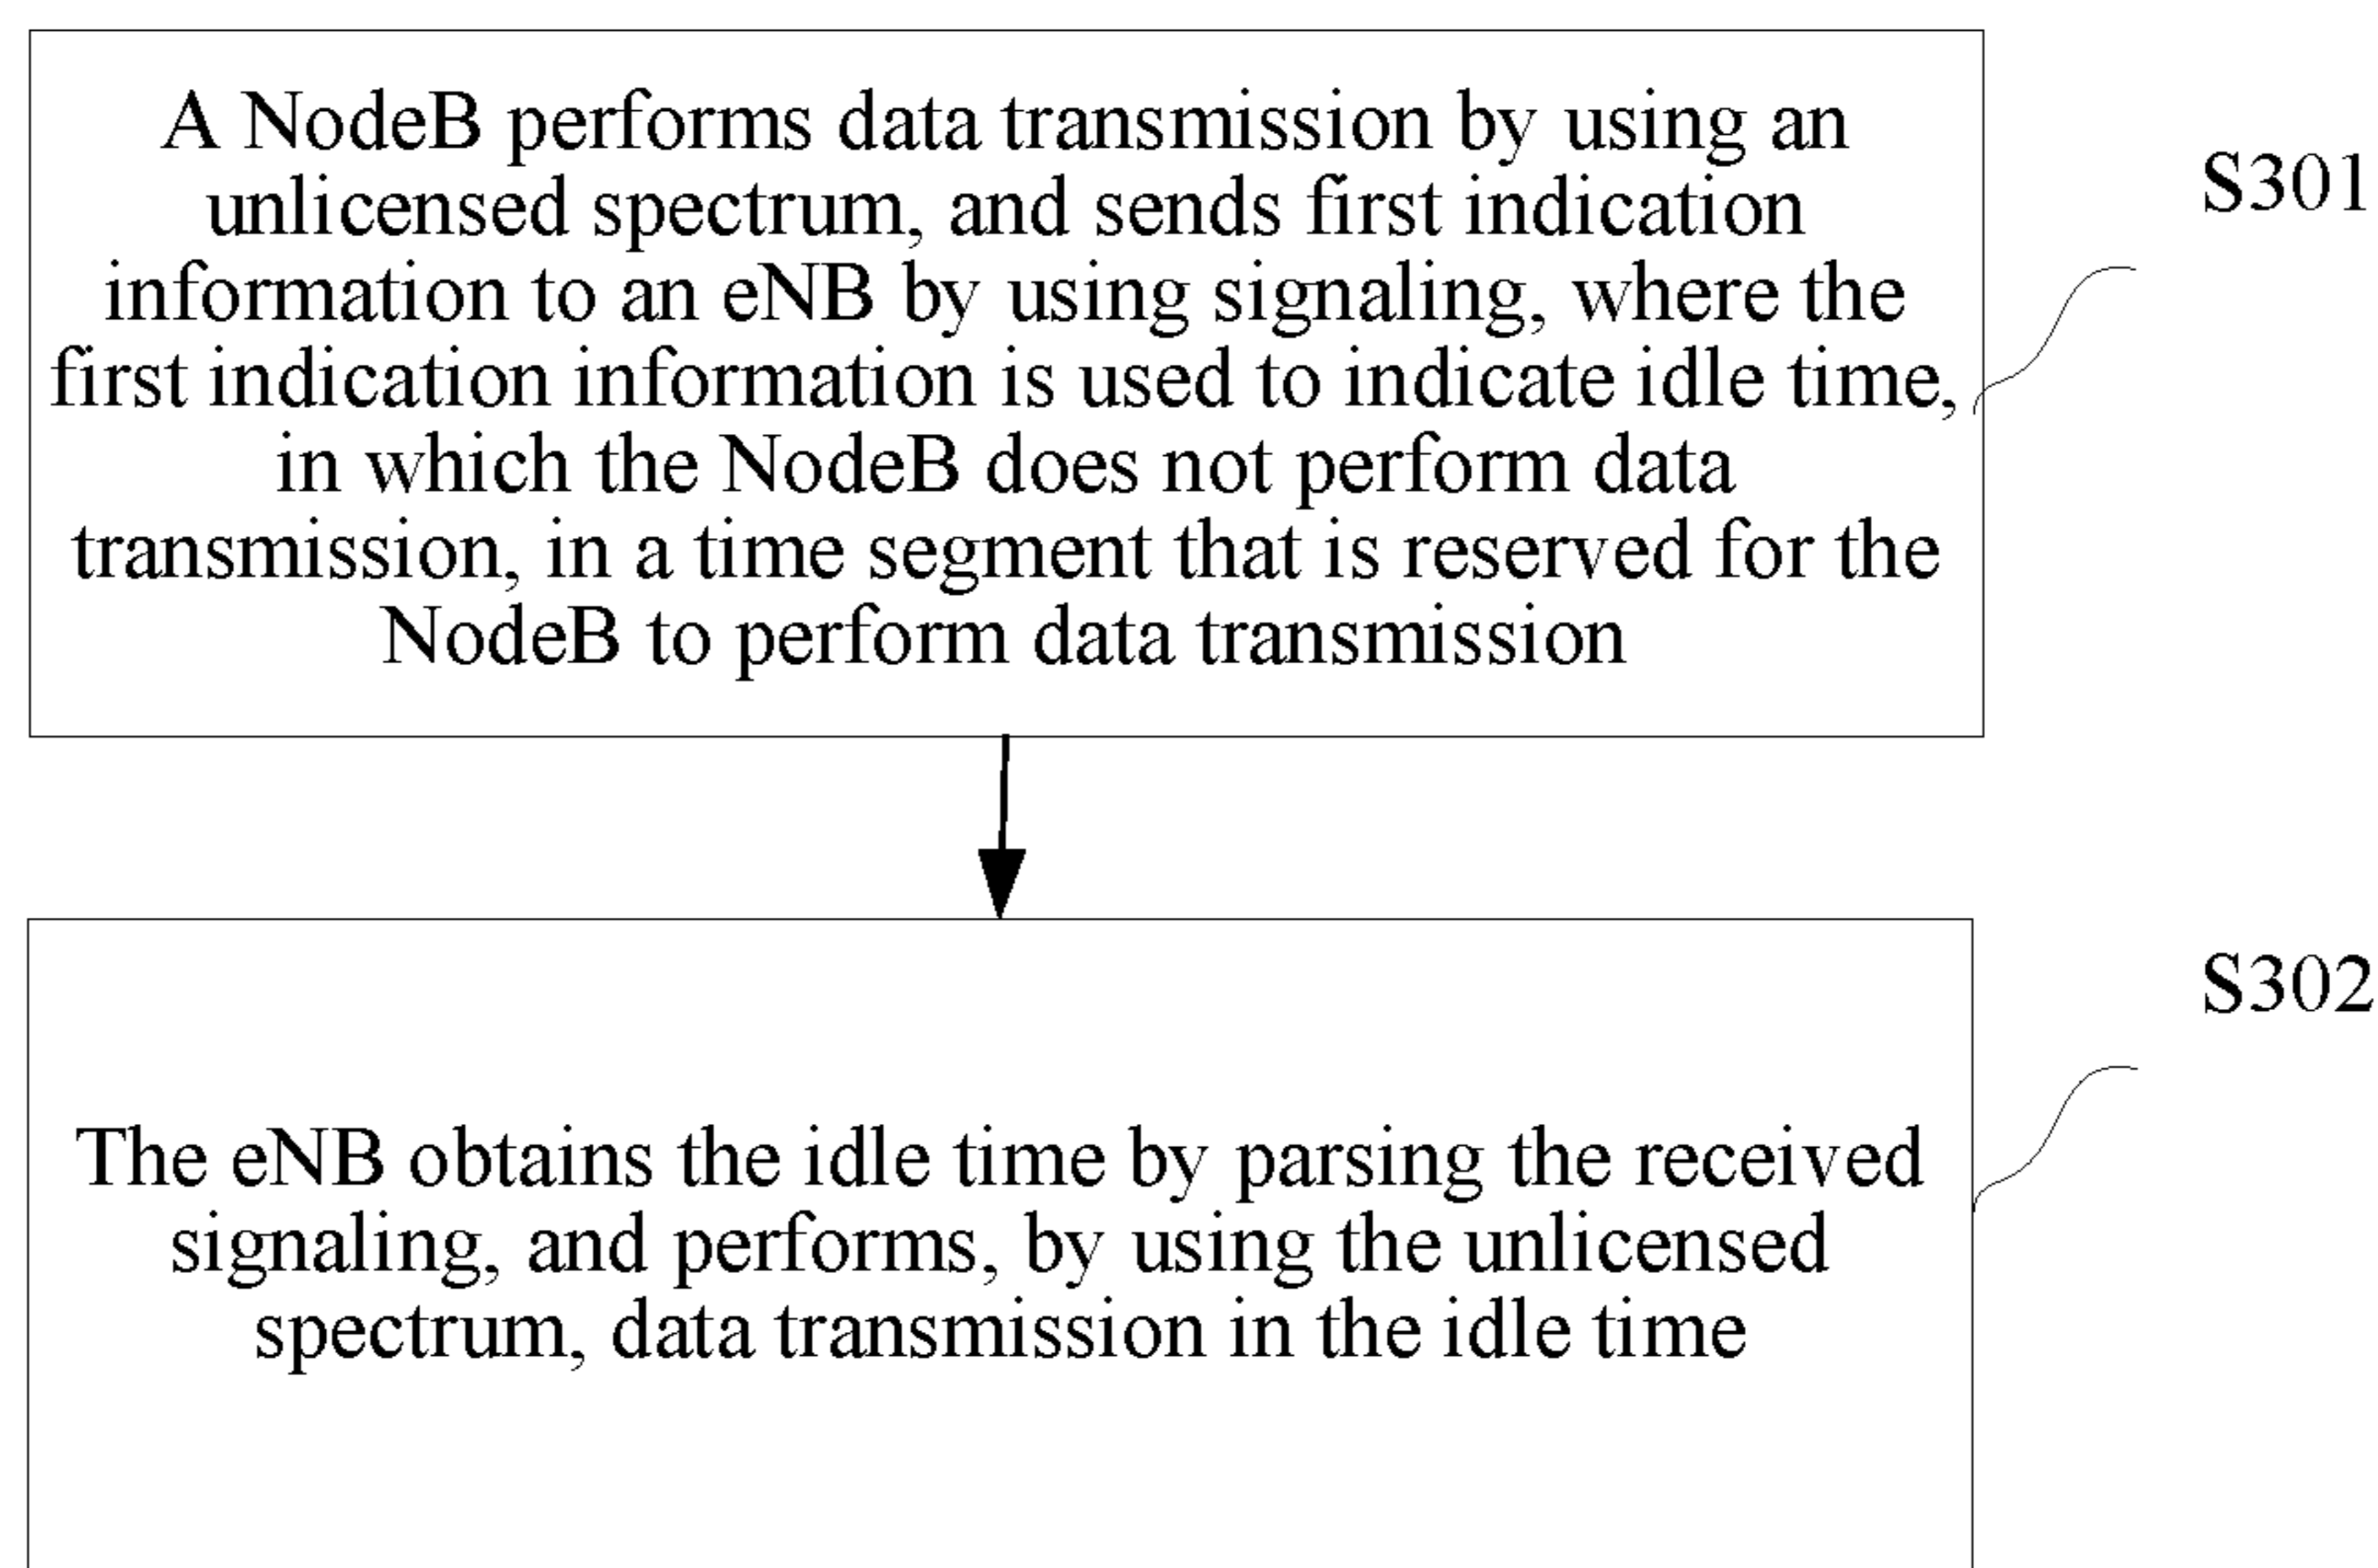 A NodeB performs data transmission by using an
unlicensed spectrum, and sends first indication
information to an eNB by using signaling, where the
first indication information is used to indicate idle time,
in which the NodeB does not perform data
transmission, in a time segment that is reserved for the
NodeB to perform data transmission
S301
The eNB obtains the idle time by parsing the received
signaling, and performs, by using the unlicensed
spectrum, data transmission in the idle time
S302